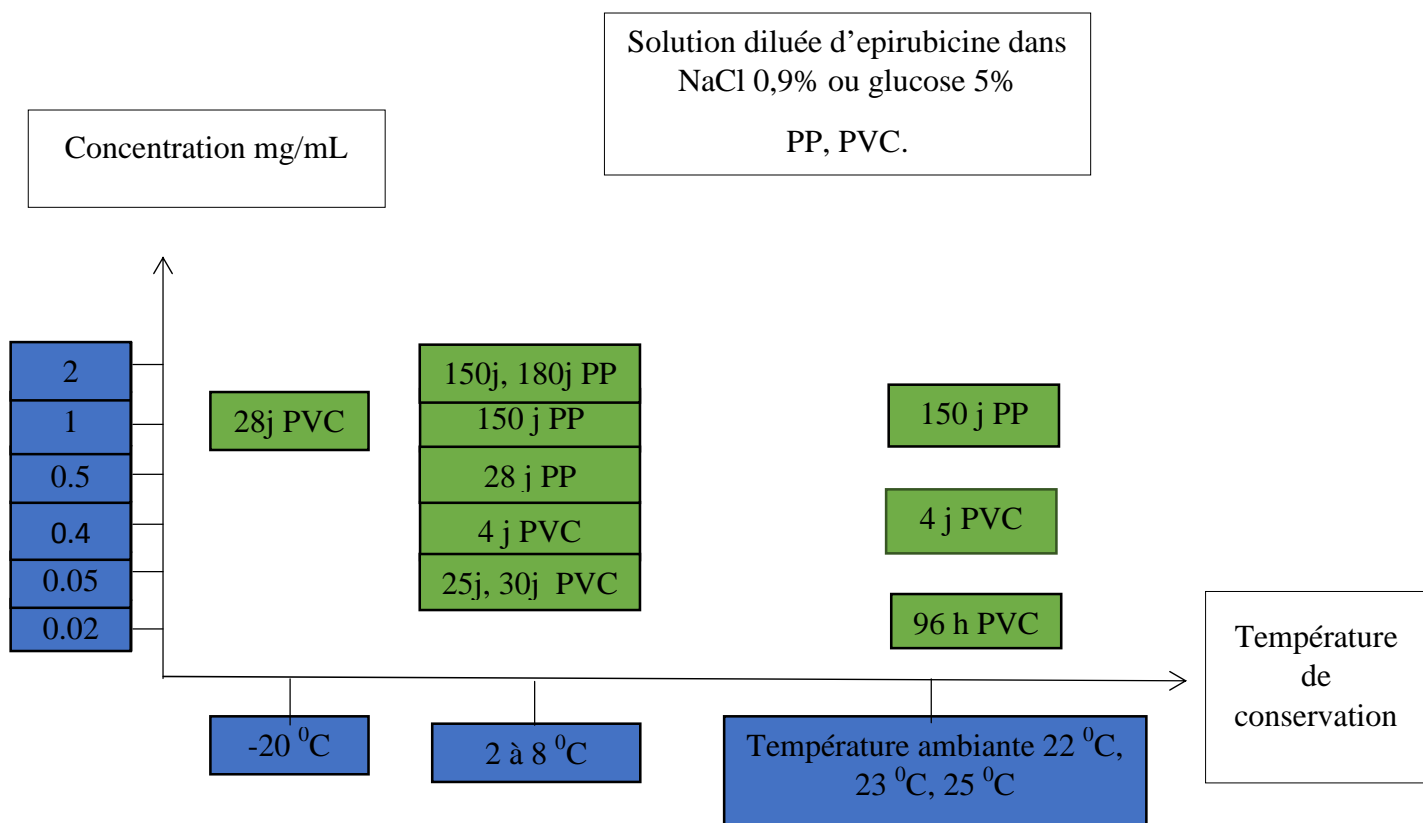 Solution diluée d’epirubicine dans
NaCl 0,9% ou glucose 5%
PP, PVC.
Concentration mg/mL
2
150j, 180j PP
1
28j PVC
150 j PP
150 j PP
0.5
28 j PP
0.4
4 j PVC
4 j PVC
0.05
25j, 30j PVC
0.02
96 h PVC
Température
de
conservation
-20 ⁰C
2 à 8 ⁰C
Température ambiante 22 ⁰C,
23 ⁰C, 25 ⁰C